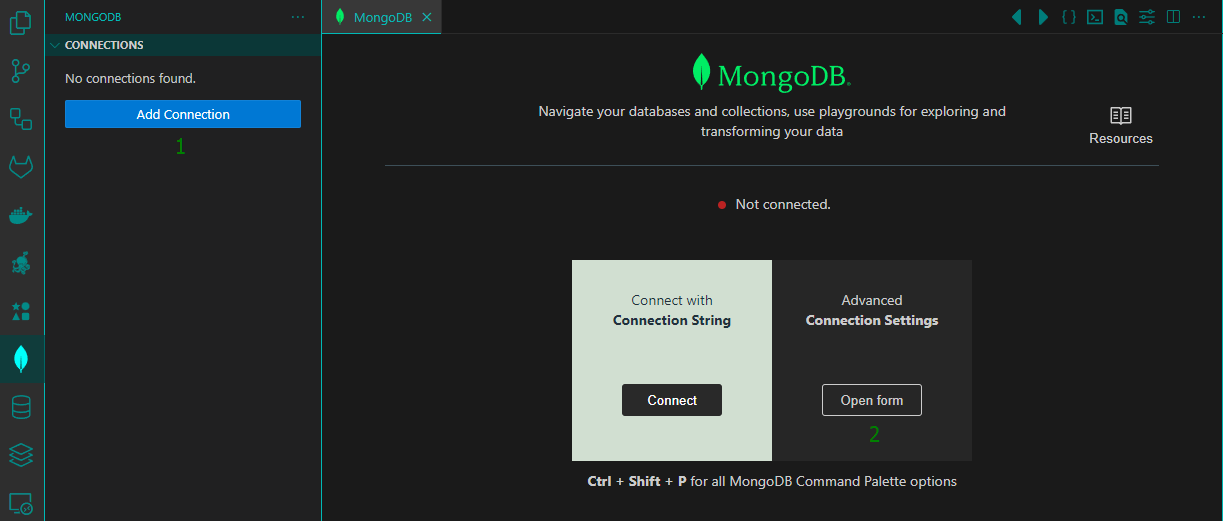 MONGODB
CONNECTIONS
No connections found.
Add Connection
1
MongoDB
MongoDB.
Navigate your databases and collections, use playgrounds for exploring and
transforming your data
Resources
Not connected.
Connect with
Connection String
Connect
Advanced
Connection Settings
Open form
2
Ctrl + Shift + P for all MongoDB Command Palette options